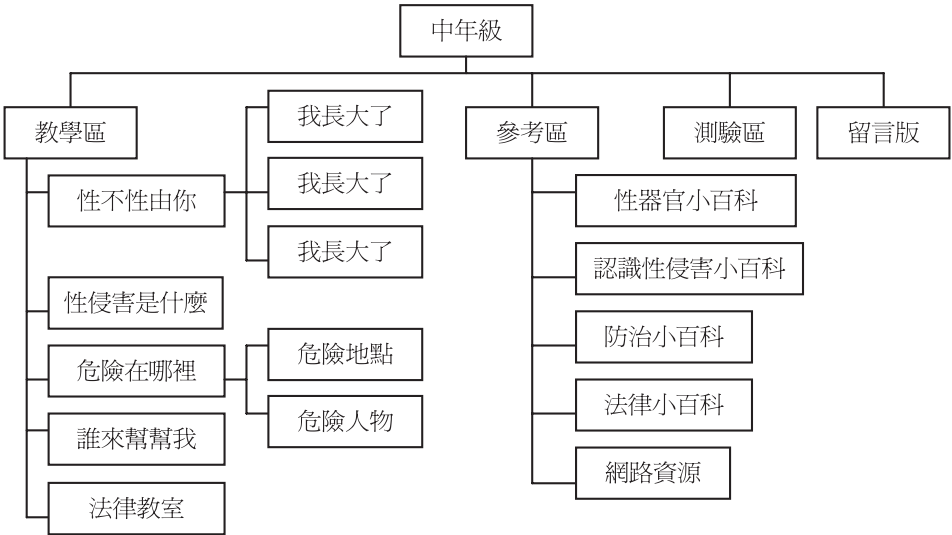 中年級
教學區
性不性由你
我長大了
我長大了
我長大了
性侵害是什麼
危險在哪裡
危險地點
危險人物
誰來幫幫我
法律教室
參考區
性器官小百科
認識性侵害小百科
防治小百科
法律小百科
網路資源
測驗區
留言版